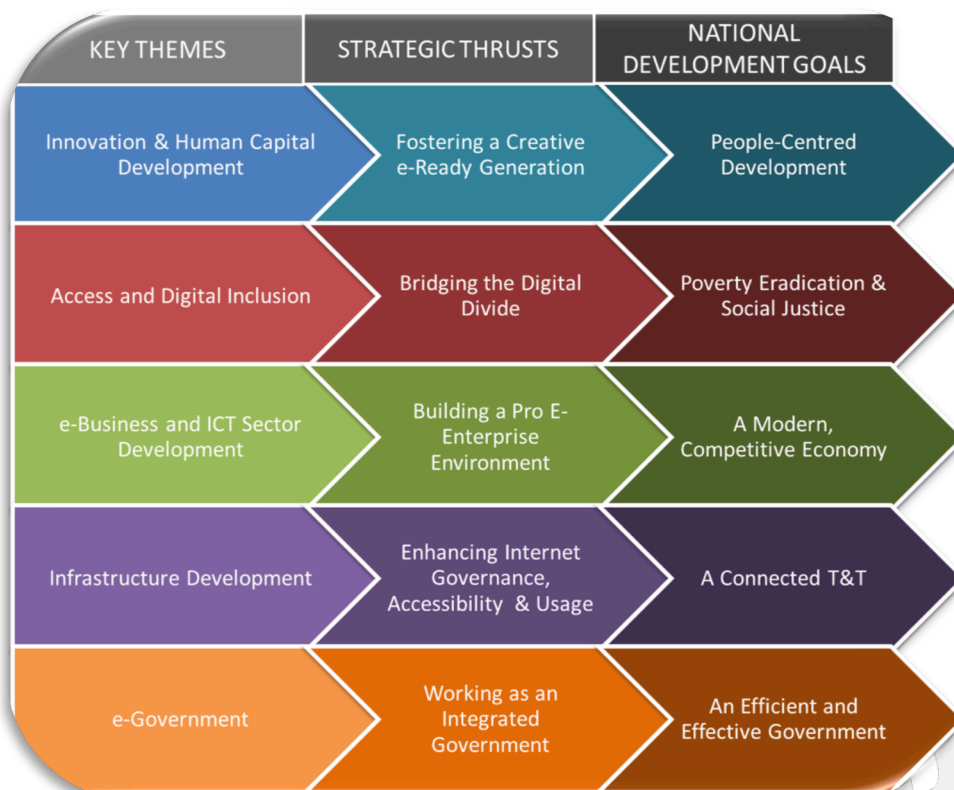 KEY THEMES
STRATEGIC THRUSTS
NATIONAL
DEVELOPMENT GOALS
Innovation & Human Capital
Development
Fostering a Creative
e-Ready Generation
People-Centred
Development
Access and Digital Inclusion
Bridging the Digital
Divide
Poverty Eradication &
Social Justice
e-Business and ICT Sector
Development
Building a Pro E-
Enterprise
Environment
A Modern,
Competitive Economy
Infrastructure Development
Enhancing Internet
Governance,
Accessibility & Usage
A Connected T&T
e-Government
Working as an
Integrated
Government
An Efficient and
Effective Government